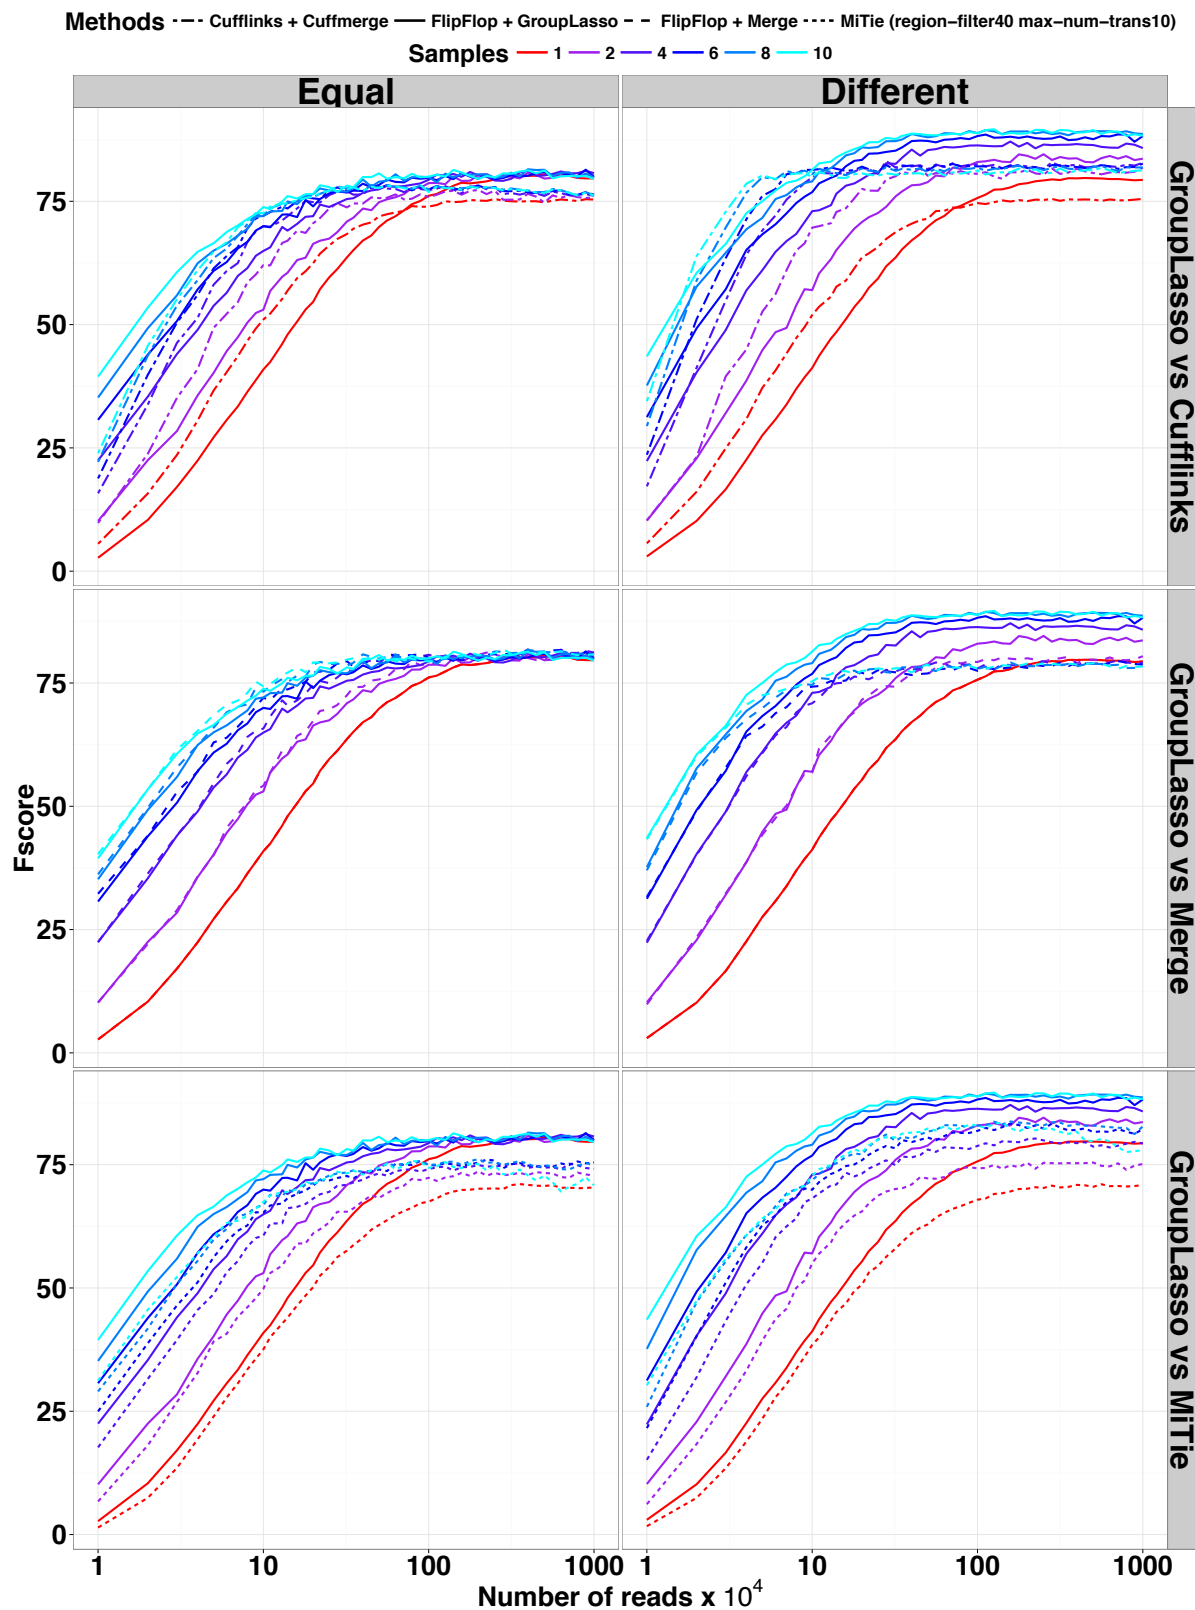 Methods Cufflinks + Cuffmerge FlipFlop + GroupLasso FlipFlop + Merge MiTie (region−filter40 max−num−trans10)
Samples 1 2 4 6 8 10
Equal Different
75
50
25
0
GroupLasso vs Cufflinks
75
50
25
0
GroupLasso vs Merge
Fscore
75
50
25
0
GroupLasso vs MiTie
1 10 100 1000 1 10 100 1000
Number of reads x 10⁴